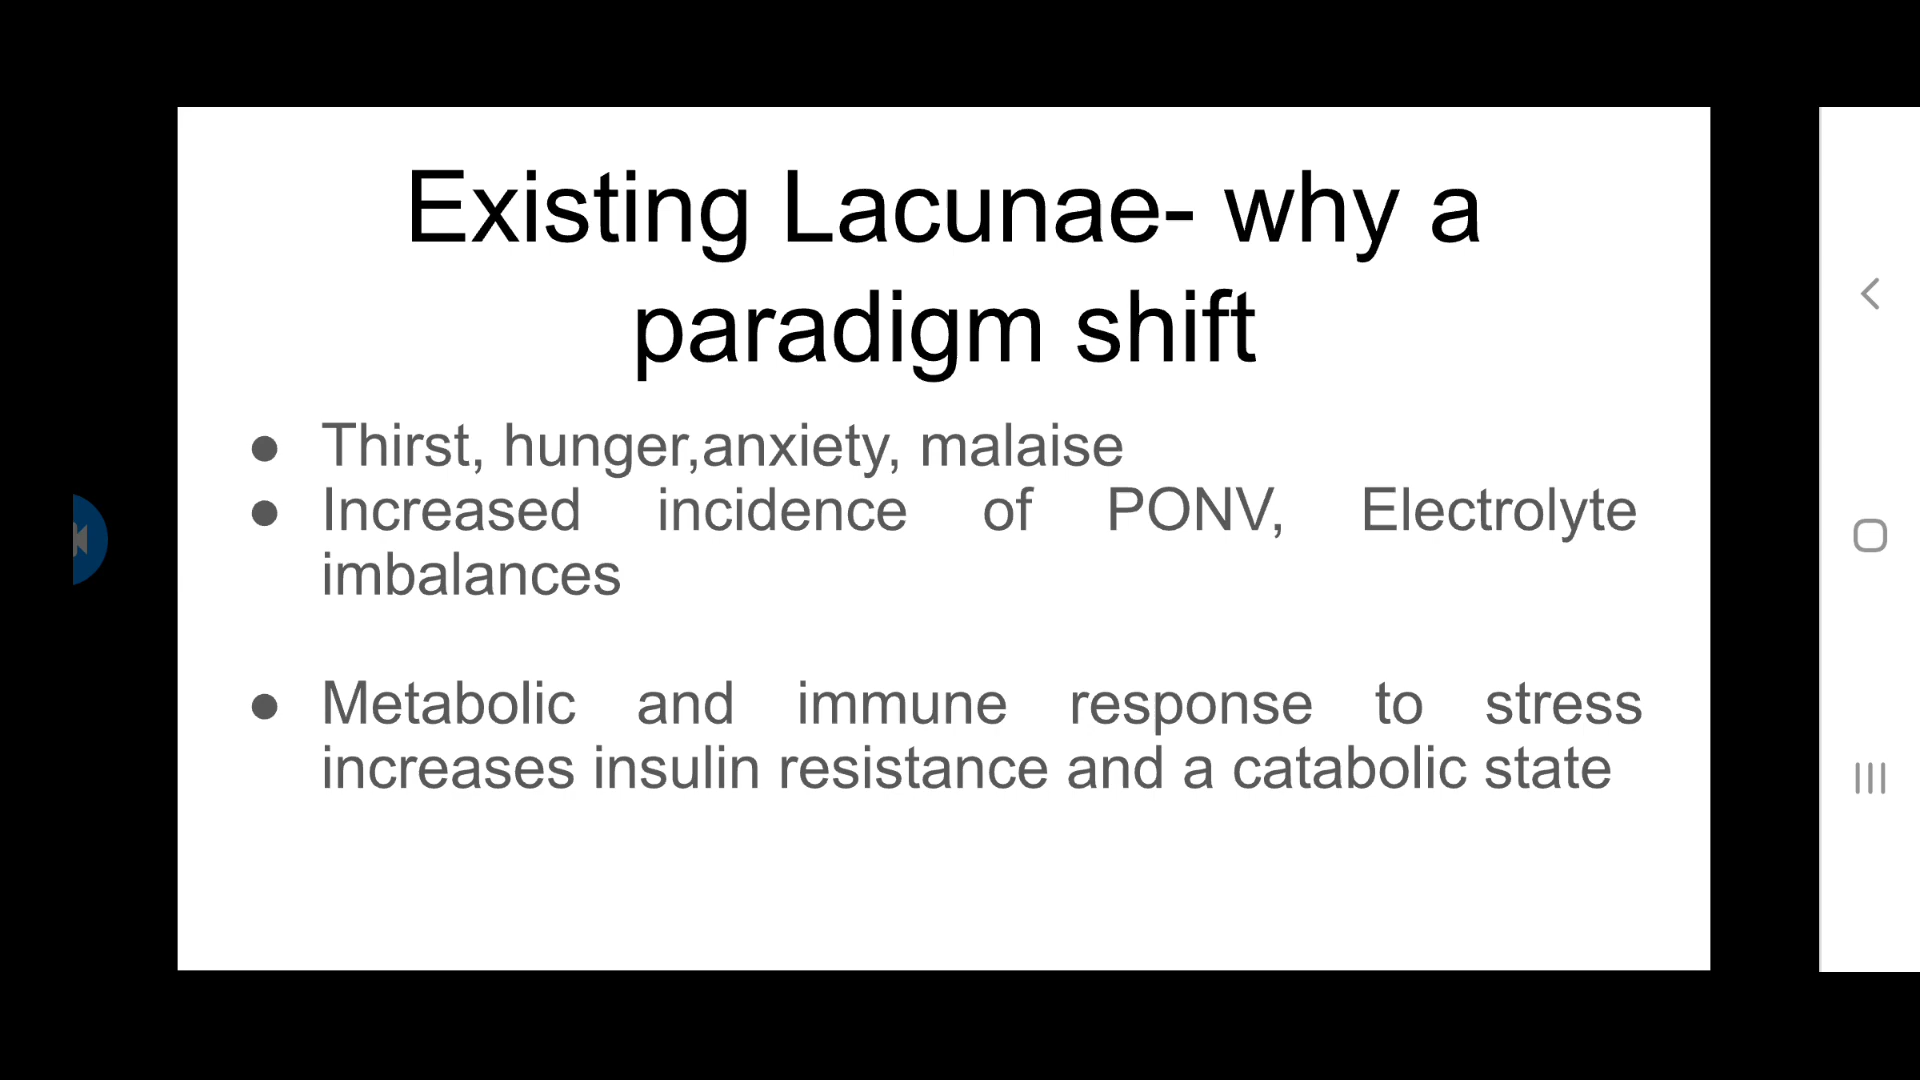 Existing Lacunae- why a
paradigm shift
● Thirst, hunger,anxiety, malaise
● Increased incidence of PONV, Electrolyte
imbalances
● Metabolic and immune response to stress
increases insulin resistance and a catabolic state